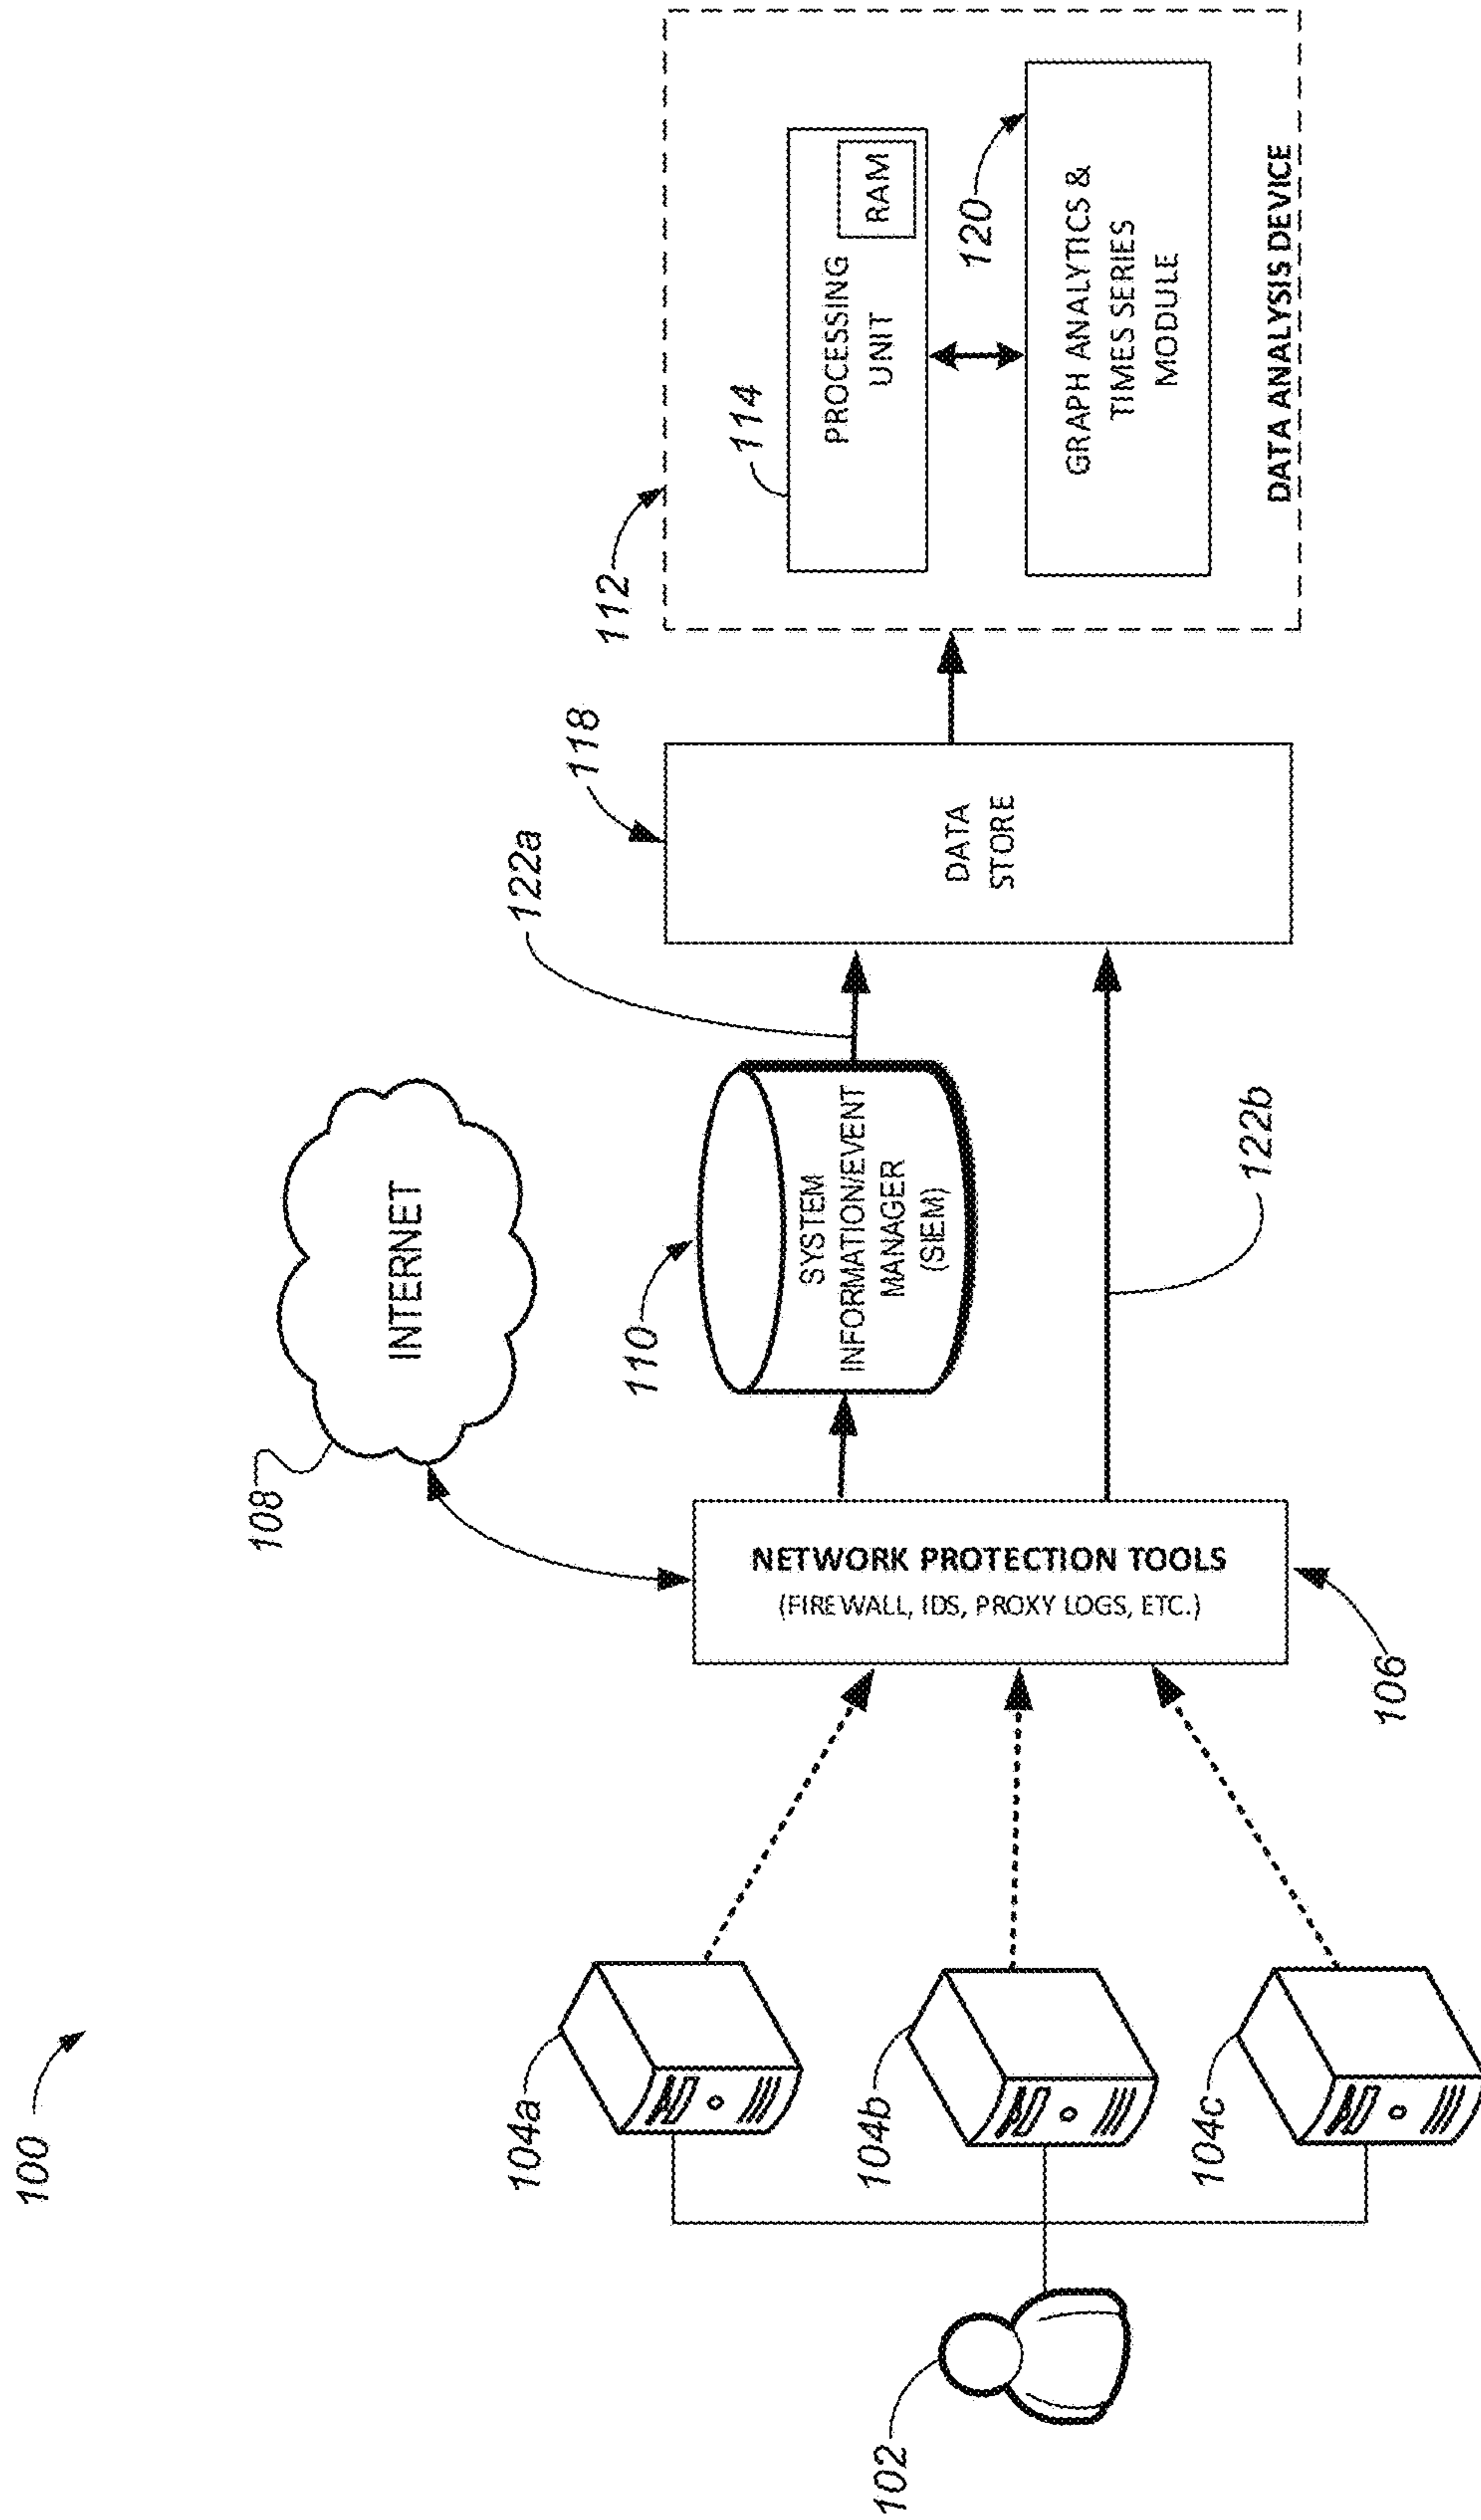 100
102
104a
104b
104c
108
INTERNET
NETWORK PROTECTION TOOLS
(FIREWALL, IDS, PROXY LOGS, ETC.)
106
110
SYSTEM
INFORMATION/EVENT
MANAGER
(SIEM)
122a
122b
118
DATA
STORE
112
114
PROCESSING
UNIT
RAM
120
GRAPH ANALYTICS &
TIMES SERIES
MODULE
DATA ANALYSIS DEVICE